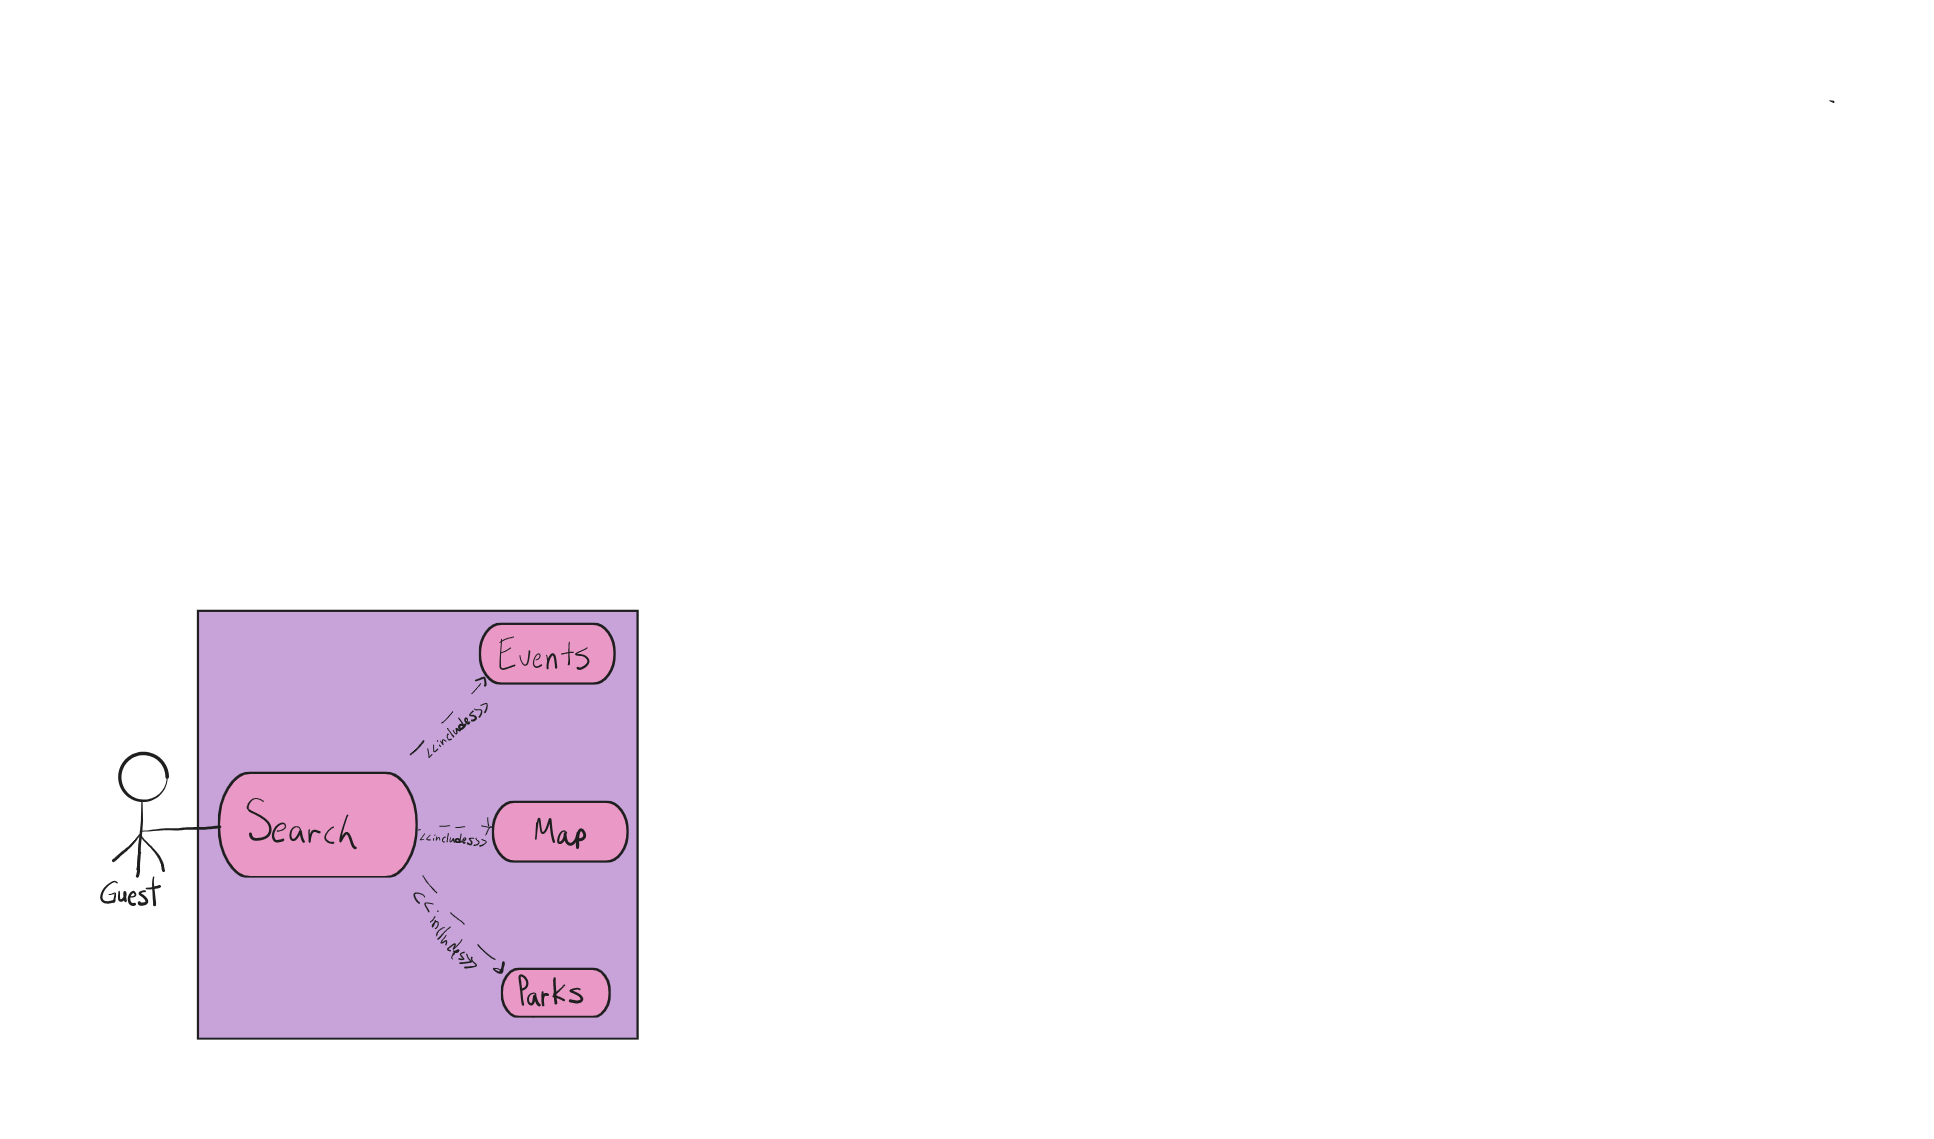 Events
<<includes>>
Search
<<includes>>
Map
Guest
<<includes>>
Parks